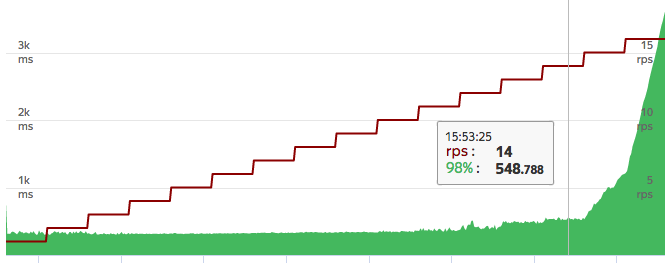 3k
ms
15
rps
2k
ms
10
rps
15:53:25
rps : 14
98% : 548.788
1k
ms
5
rps